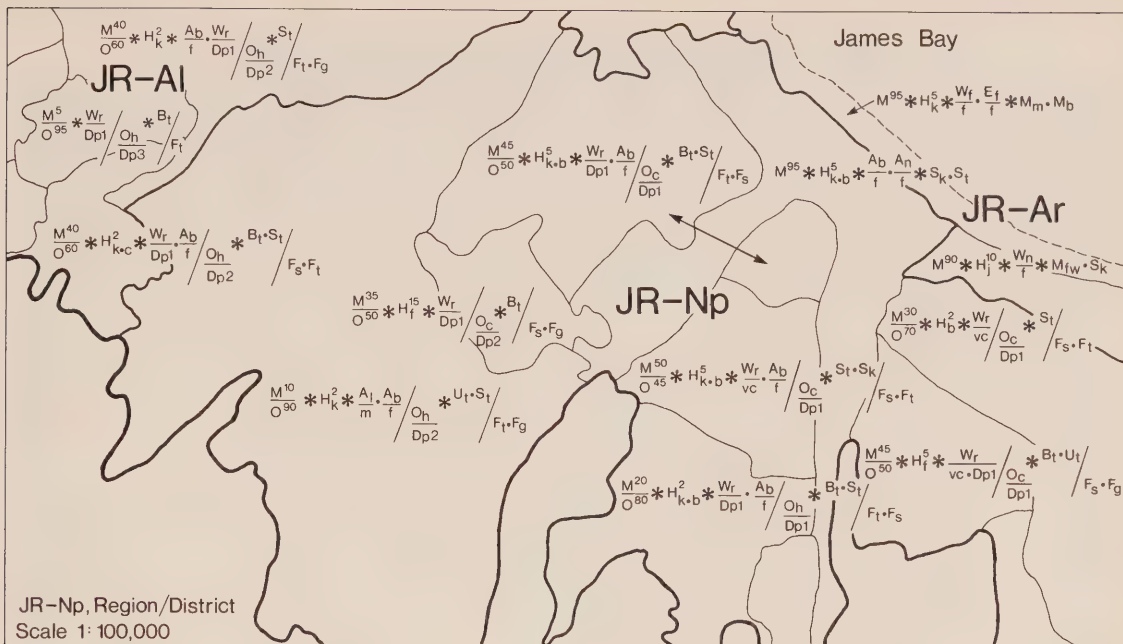 M⁴⁰/O⁶⁰ * H²k * Ab/f · Wr/Dp1 / Oh/Dp2 * St / Ft·Fg
James Bay
JR-Al
M⁵/O⁹⁵ * Wr/Dp1 / Oh/Dp3 * Bt / Ft
M⁹⁵ * H⁵k * Wf/f · Ef/f * Mm·Mb
M⁴⁵/O⁵⁰ * H⁵k·b * Wr/Dp1 · Ab/f / Oc/Dp1 * Bt·St / Ft·Fs
M⁹⁵ * H⁵k·b * Ab/f · An/f * Sk·St
JR-Ar
M⁴⁰/O⁶⁰ * H²k·c * Wr/Dp1 · Ab/f / Oh/Dp2 * Bt·St / Fs·Ft
M⁹⁰ * H¹⁰j * Wn/f * Mfw·Sk
JR-Np
M³⁵/O⁵⁰ * H¹⁵f * Wr/Dp1 / Oc/Dp2 * Bt / Fs·Fg
M³⁰/O⁷⁰ * H²b * Wr/vc / Oc/Dp1 * St / Fs·Ft
M⁵⁰/O⁴⁵ * H⁵k·b * Wr/vc · Ab/f / Oc/Dp1 * St·Sk / Fs·Ft
M¹⁰/O⁹⁰ * H²k * Al/m · Ab/f / Oh/Dp2 * Ut·St / Ft·Fg
M⁴⁵/O⁵⁰ * H⁵f * Wr/vc·Dp1 / Oc/Dp1 * Bt·Ut / Fs·Fg
M²⁰/O⁸⁰ * H²k·b * Wr/Dp1 · Ab/f / Oh/Dp1 * Bt·St / Ft·Fs
JR-Np, Region/District
Scale 1:100,000